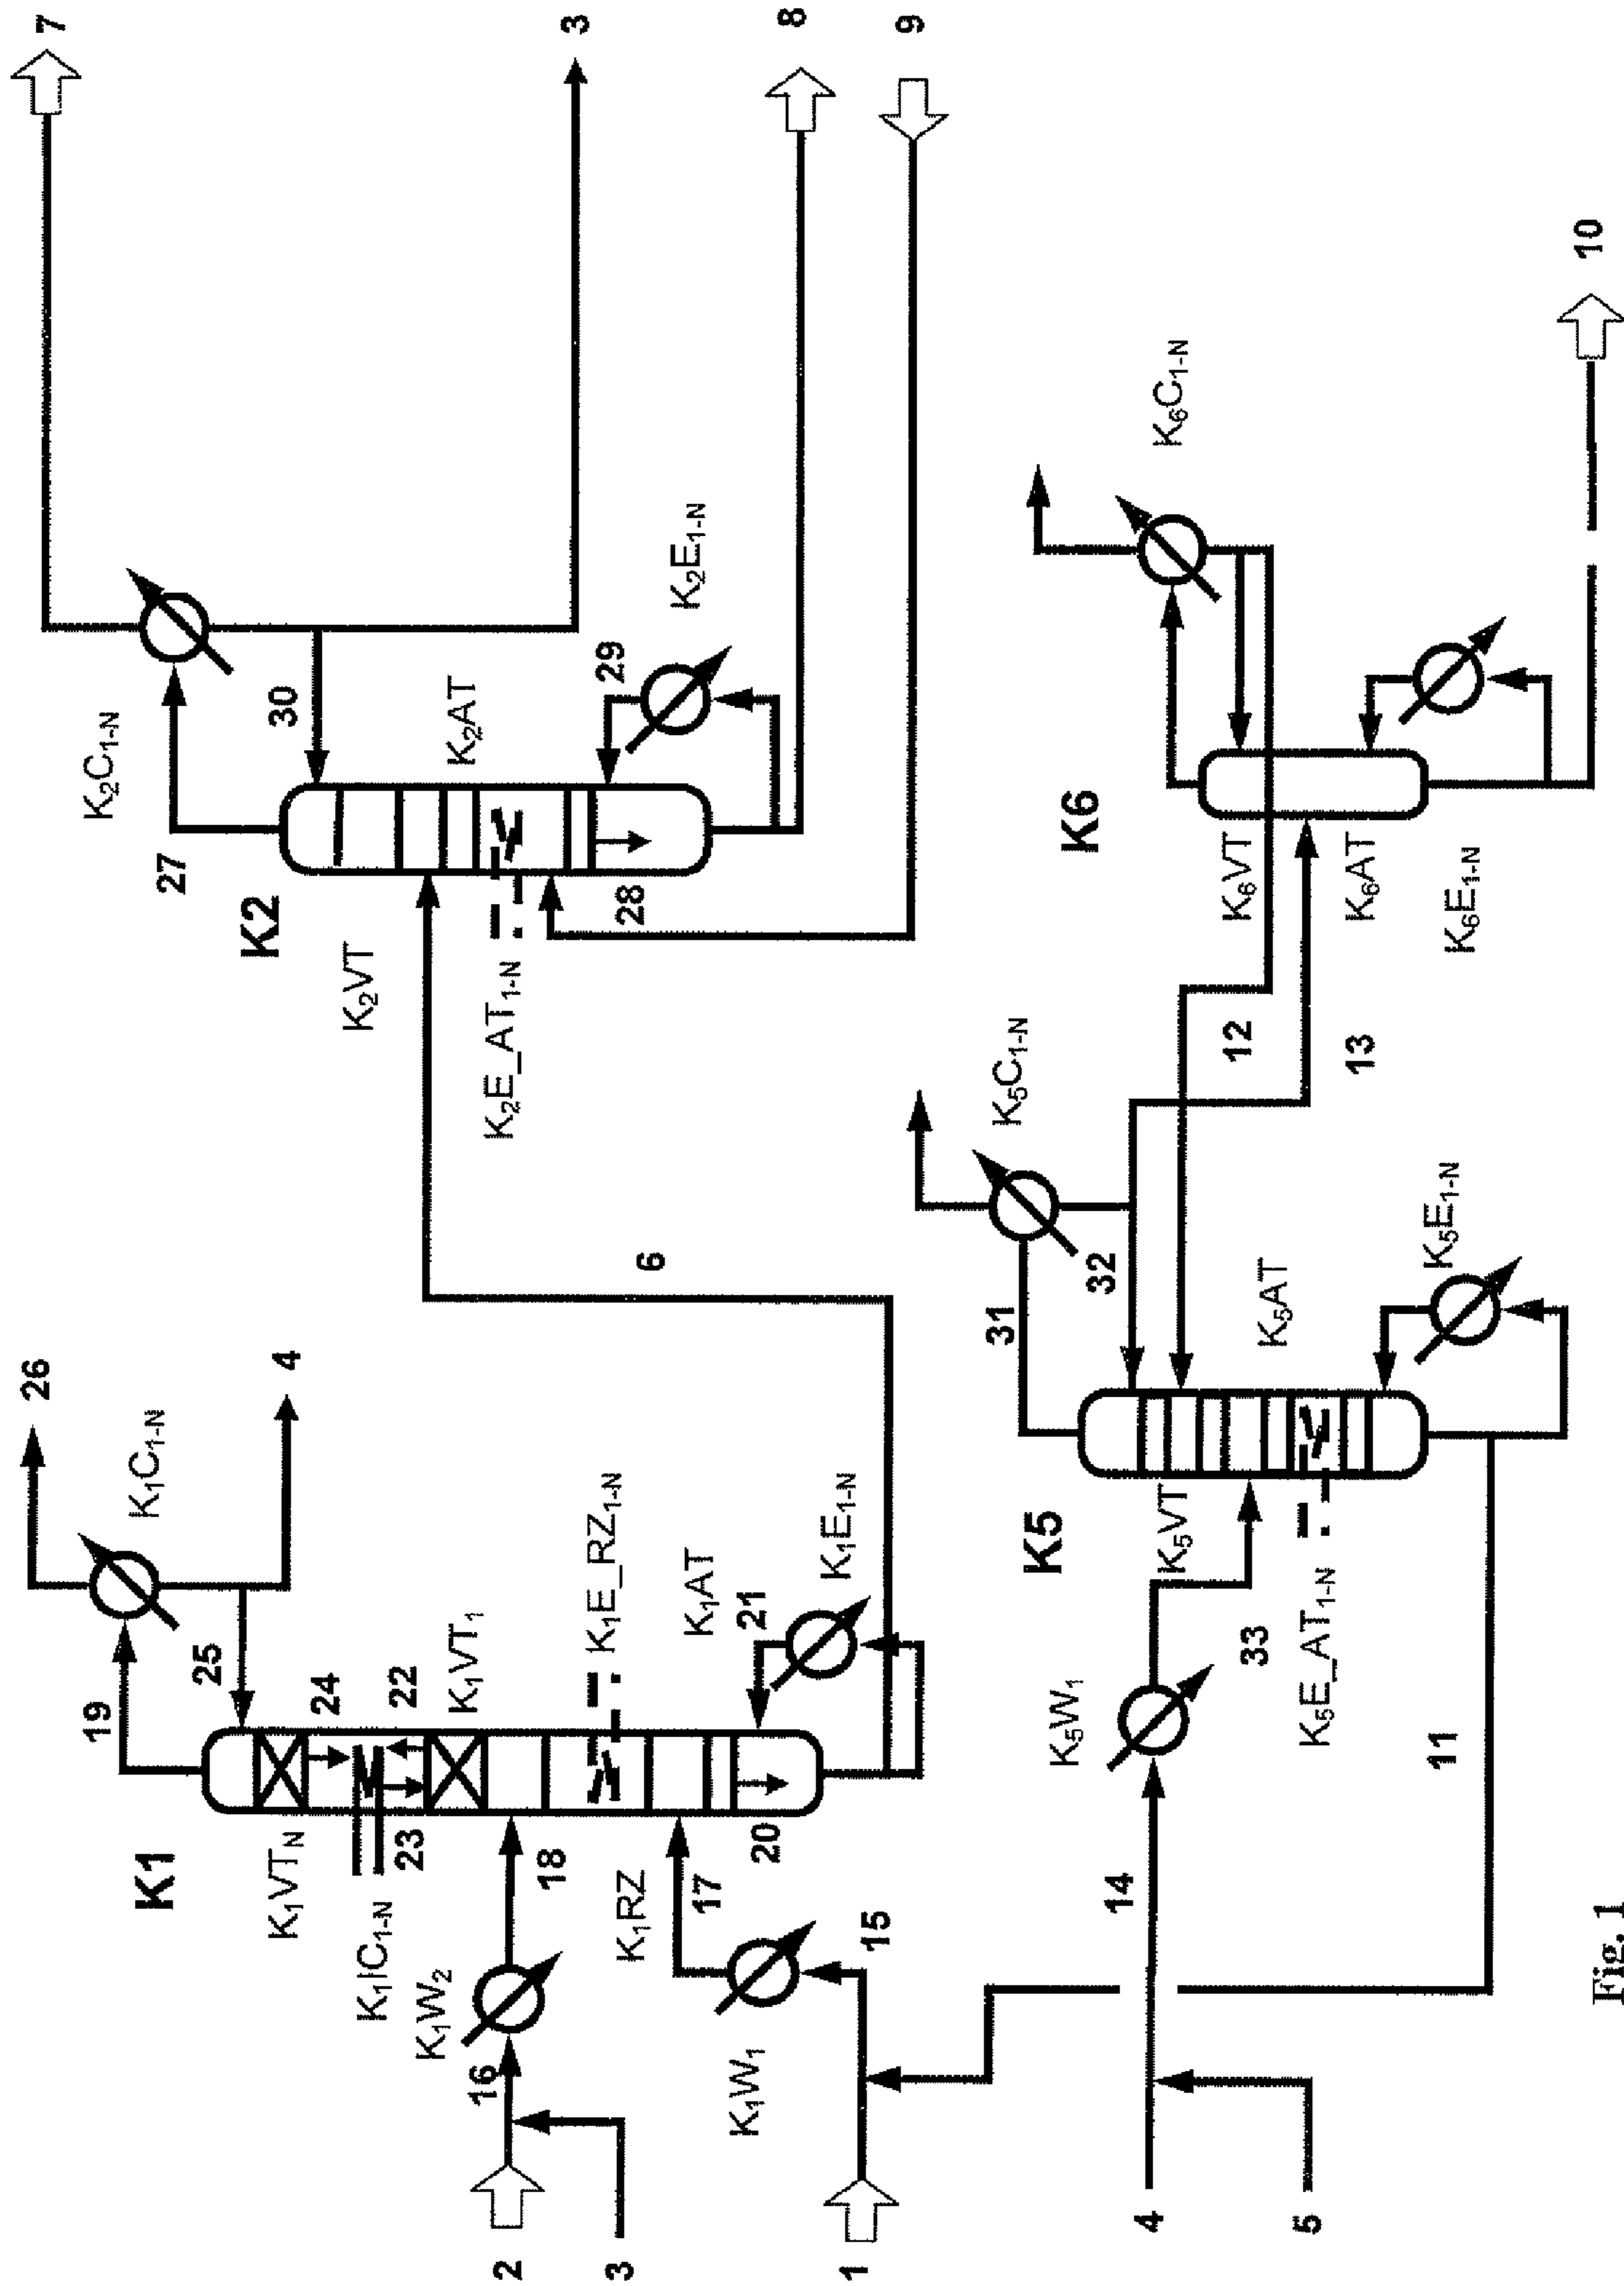 7
3
8
9
K2C1-N
27
30
K2
K2AT
K2VT
29
K2E1-N
K2E_AT1-N
28
26
4
K1C1-N
19
25
K1
K1VTN
24
22
K1VT1
K1IC1-N
23
K1W2
16
18
K1RZ
K1E_RZ1-N
17
K1AT
21
K1E1-N
20
K1W1
15
6
2
3
1
K6C1-N
K6
K6VT
K6AT
K6E1-N
10
12
13
K5C1-N
31
32
K5
K5VT
K5AT
K5E1-N
K5W1
33
K5E_AT1-N
14
11
4
5
Fig. 1